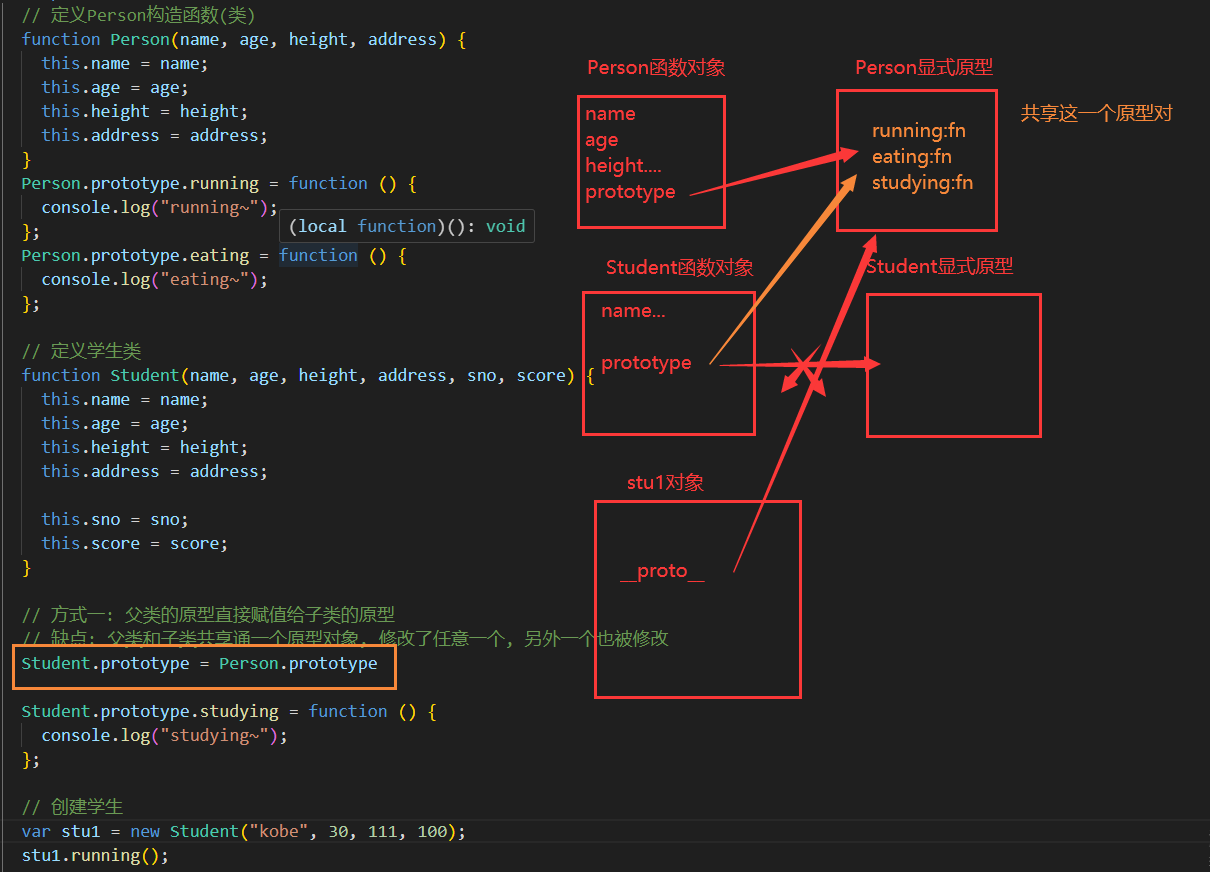 // 定义Person构造函数(类)
function Person(name, age, height, address) {
this.name = name;
this.age = age;
this.height = height;
this.address = address;
}
Person.prototype.running = function () {
console.log("running~");
};
(local function)(): void
Person.prototype.eating = function () {
console.log("eating~");
};
// 定义学生类
function Student(name, age, height, address, sno, score) {
this.name = name;
this.age = age;
this.height = height;
this.address = address;
this.sno = sno;
this.score = score;
}
// 方式一: 父类的原型直接赋值给子类的原型
// 缺点: 父类和子类共享通一个原型对象, 修改了任意一个, 另外一个也被修改
Student.prototype = Person.prototype
Student.prototype.studying = function () {
console.log("studying~");
};
// 创建学生
var stu1 = new Student("kobe", 30, 111, 100);
stu1.running();
Person函数对象
name
age
height....
prototype
Person显式原型
running:fn
eating:fn
studying:fn
共享这一个原型对
Student函数对象
name...
prototype
Student显式原型
stu1对象
__proto__